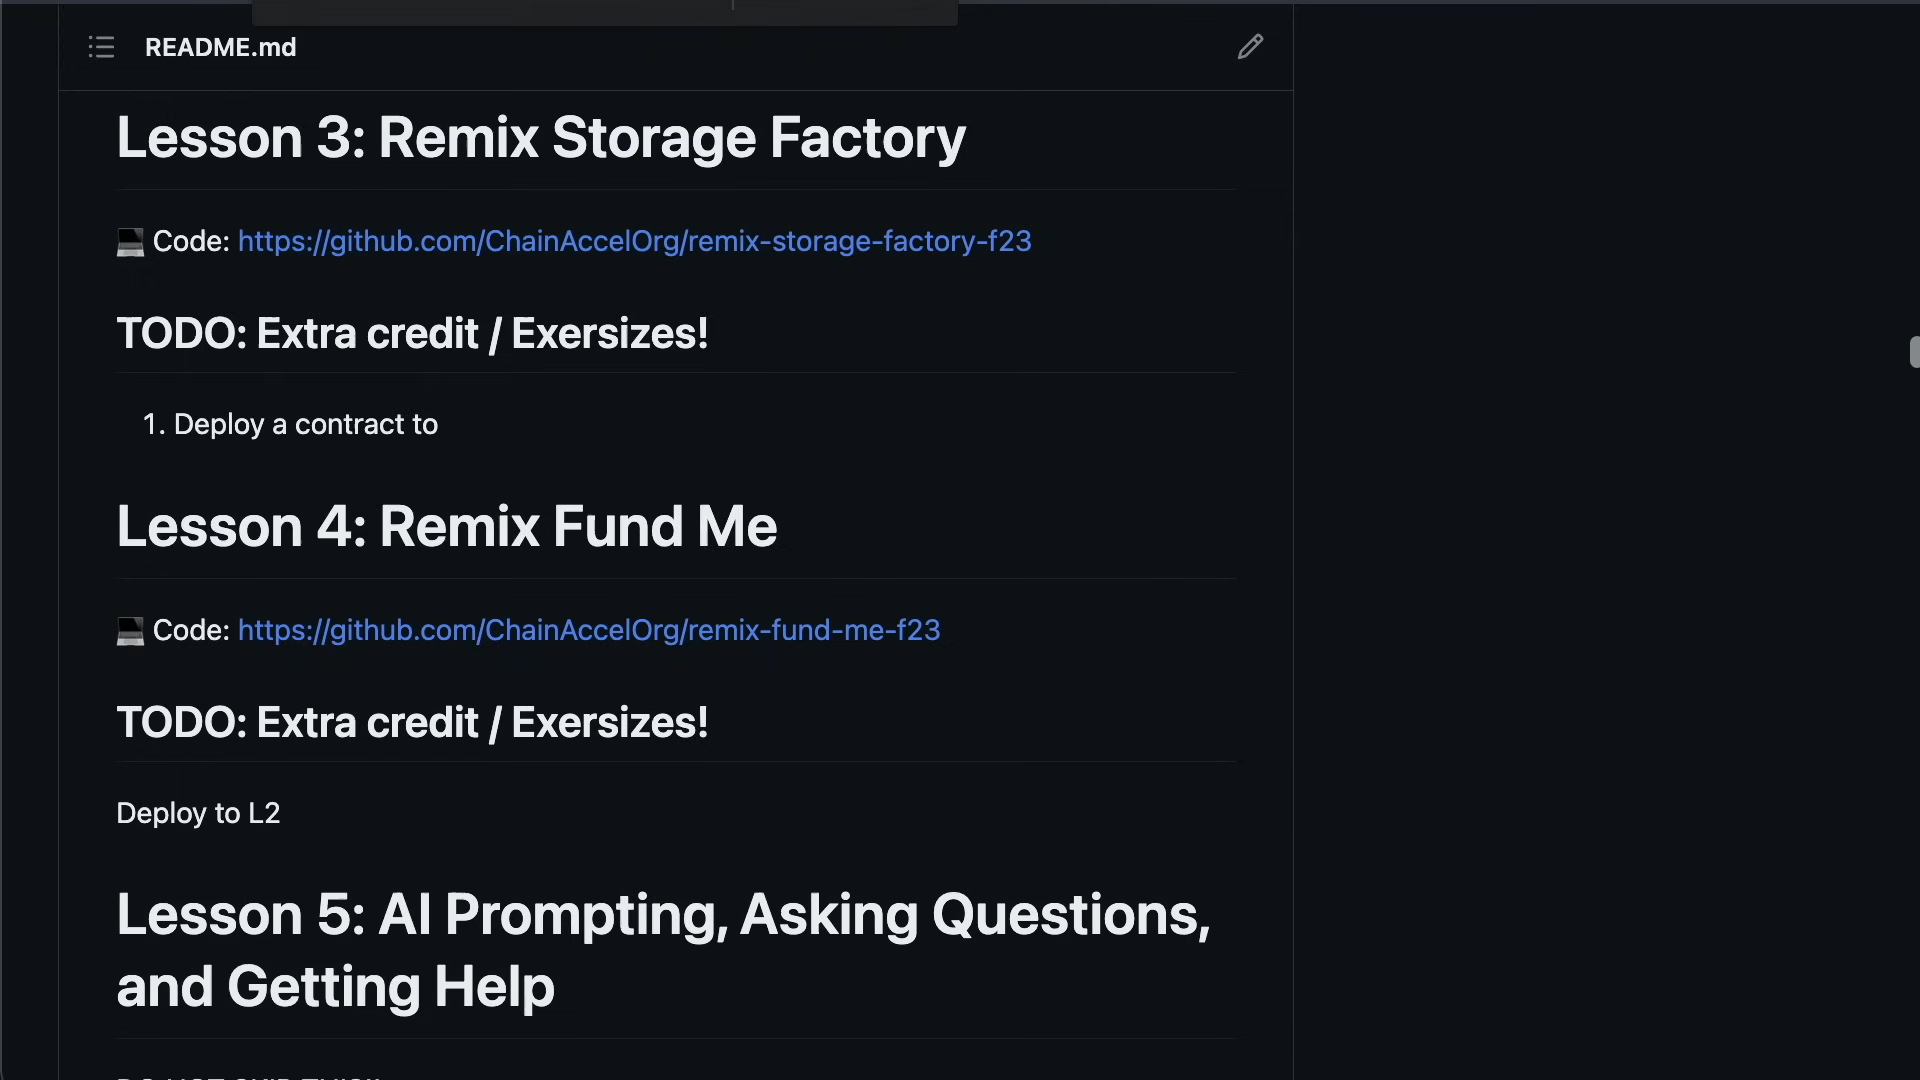 README.md
Lesson 3: Remix Storage Factory
Code: https://github.com/ChainAccelOrg/remix-storage-factory-f23
TODO: Extra credit / Exersizes!
1. Deploy a contract to
Lesson 4: Remix Fund Me
Code: https://github.com/ChainAccelOrg/remix-fund-me-f23
TODO: Extra credit / Exersizes!
Deploy to L2
Lesson 5: AI Prompting, Asking Questions,
and Getting Help